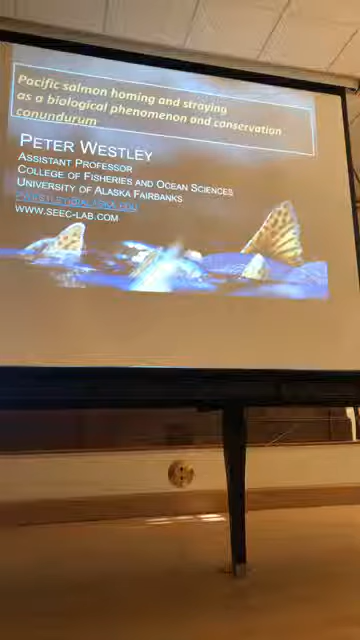 Pacific salmon homing and straying
as a biological phenomenon and conservation
conundrum
PETER WESTLEY
ASSISTANT PROFESSOR
COLLEGE OF FISHERIES AND OCEAN SCIENCES
UNIVERSITY OF ALASKA FAIRBANKS
WWW.SEEC-LAB.COM